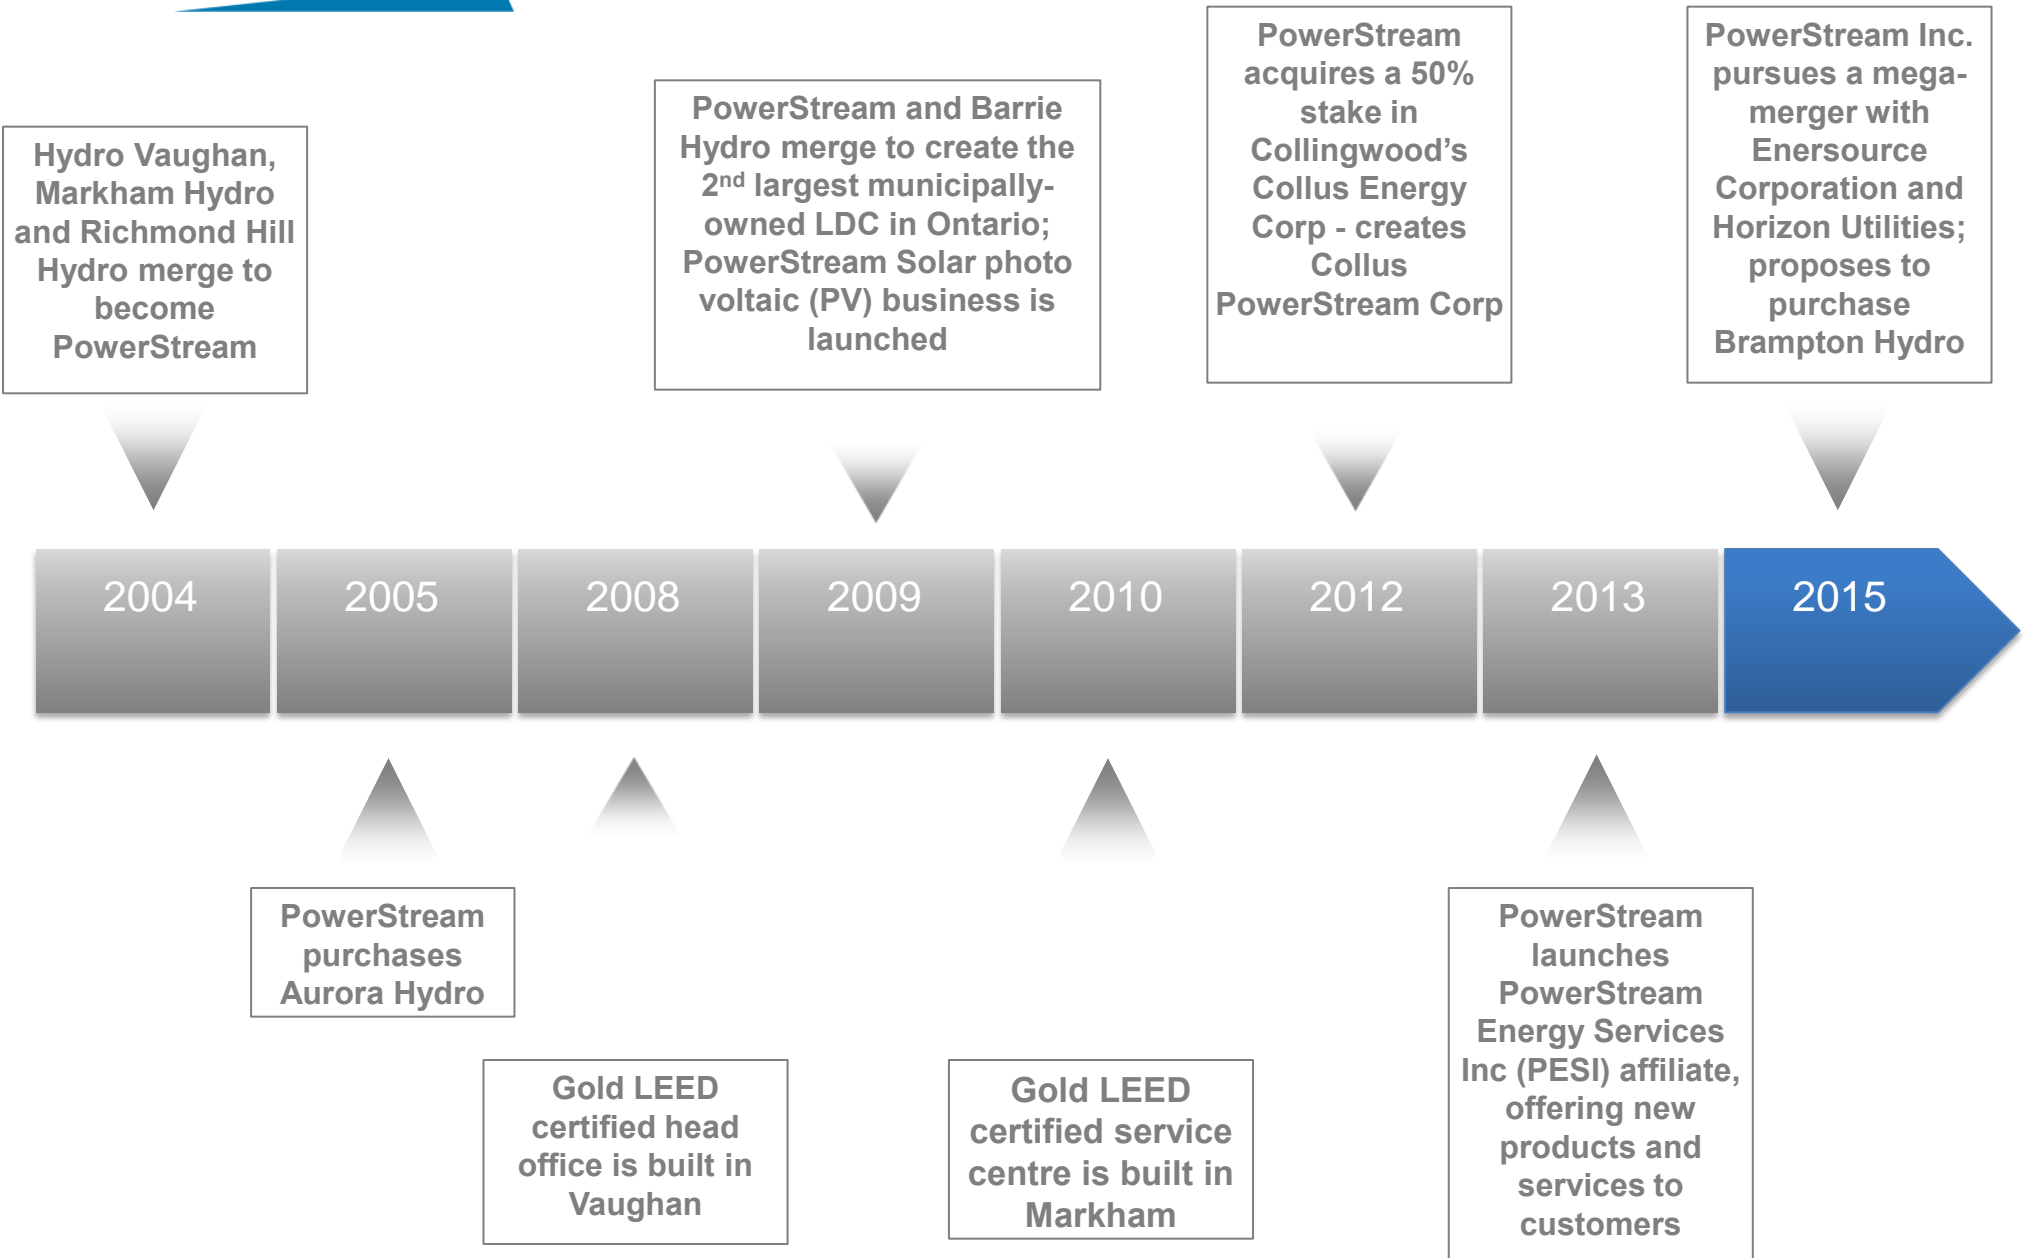 Hydro Vaughan,
Markham Hydro
and Richmond Hill
Hydro merge to
become
PowerStream
PowerStream and Barrie
Hydro merge to create the
2nd largest municipally-
owned LDC in Ontario;
PowerStream Solar photo
voltaic (PV) business is
launched
PowerStream
acquires a 50%
stake in
Collingwood’s
Collus Energy
Corp - creates
Collus
PowerStream Corp
PowerStream Inc.
pursues a mega-
merger with
Enersource
Corporation and
Horizon Utilities;
proposes to
purchase
Brampton Hydro
2004
2005
2008
2009
2010
2012
2013
2015
PowerStream
purchases
Aurora Hydro
Gold LEED
certified head
office is built in
Vaughan
Gold LEED
certified service
centre is built in
Markham
PowerStream
launches
PowerStream
Energy Services
Inc (PESI) affiliate,
offering new
products and
services to
customers